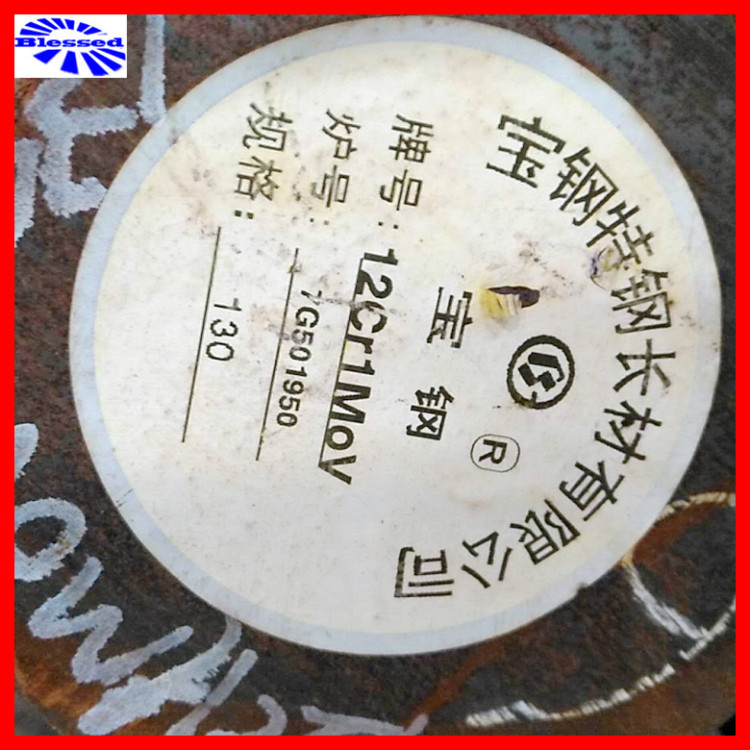 Blessed
宝钢特钢长材有限公司
宝钢
®
牌号：12Cr1MoV
炉号：7G501950
规格：130